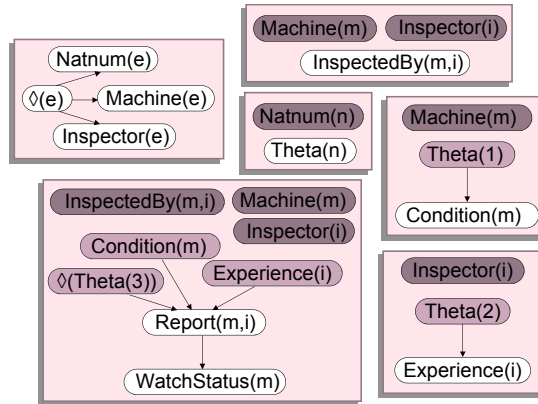 Natnum(e)
◊(e)
Machine(e)
Inspector(e)
Machine(m) Inspector(i)
InspectedBy(m,i)
Natnum(n)
Theta(n)
Machine(m)
Theta(1)
Condition(m)
InspectedBy(m,i) Machine(m)
Inspector(i)
Condition(m)
◊(Theta(3)) Experience(i)
Report(m,i)
WatchStatus(m)
Inspector(i)
Theta(2)
Experience(i)